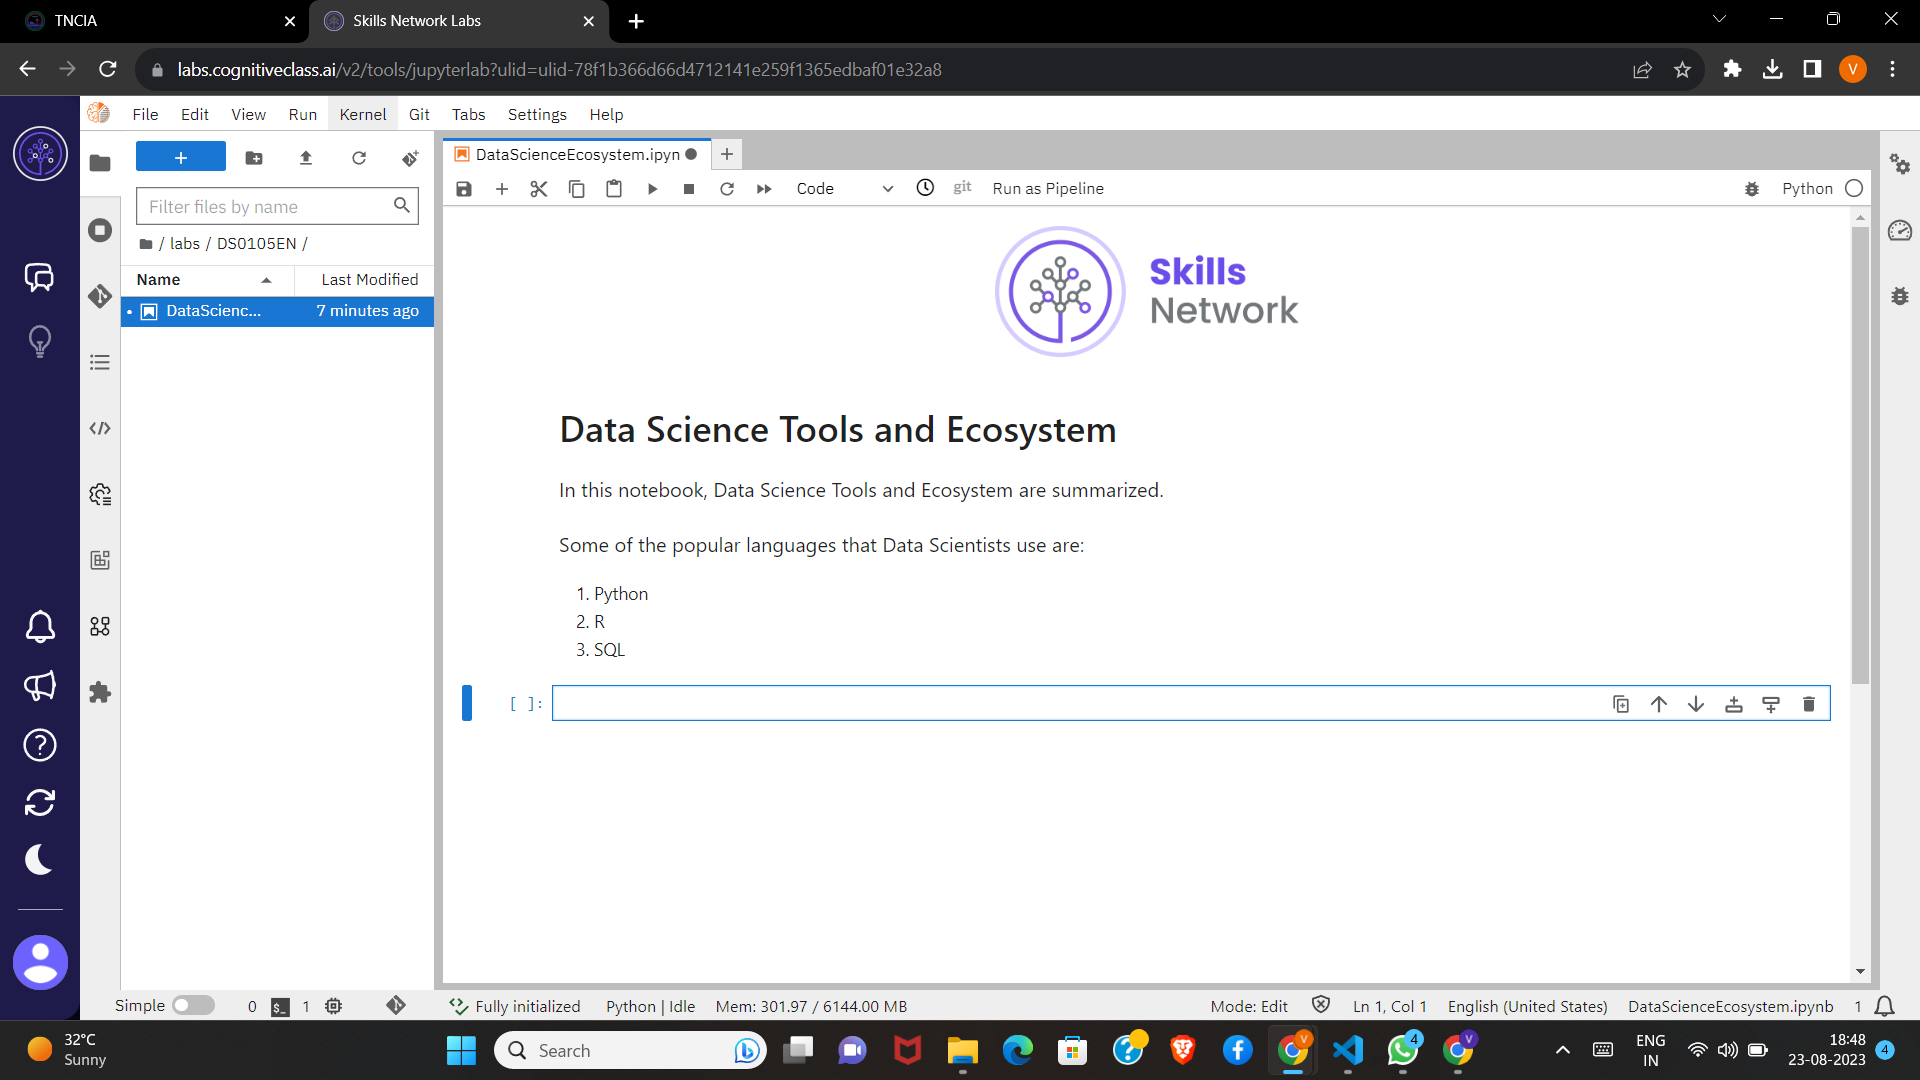 TNCIA
Skills Network Labs
labs.cognitiveclass.ai/v2/tools/jupyterlab?ulid=ulid-78f1b366d66d4712141e259f1365edbaf01e32a8
V
File Edit View Run Kernel Git Tabs Settings Help
DataScienceEcosystem.ipyn
Code
git
Run as Pipeline
Python
Filter files by name
/ labs / DS0105EN /
Name Last Modified
DataScienc... 7 minutes ago
Skills
Network
Data Science Tools and Ecosystem
In this notebook, Data Science Tools and Ecosystem are summarized.
Some of the popular languages that Data Scientists use are:
1. Python
2. R
3. SQL
[ ]:
Simple 0 $_ 1 Fully initialized Python | Idle Mem: 301.97 / 6144.00 MB Mode: Edit Ln 1, Col 1 English (United States) DataScienceEcosystem.ipynb 1
32°C
Sunny
Search
V
4
V
ENG
IN
18:48
23-08-2023
4